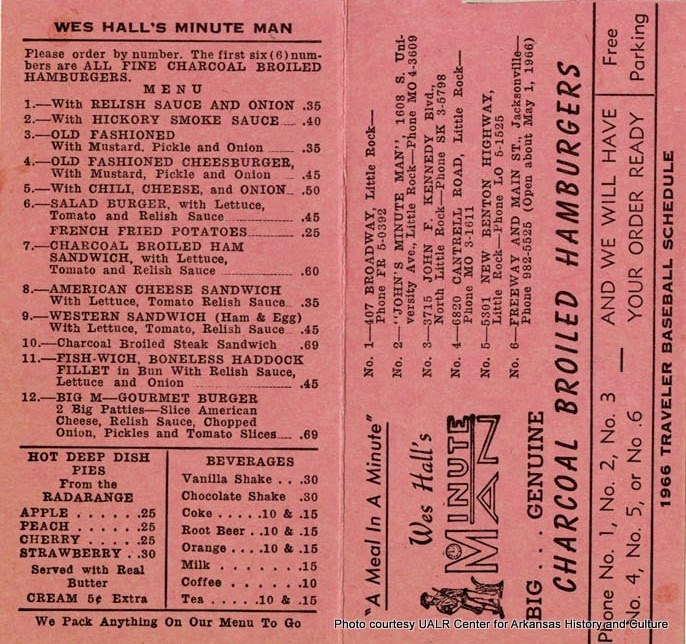 WES HALL'S MINUTE MAN
Please order by number. The first six(6) num-
bers are ALL FINE CHARCOAL BROILED
HAMBURGERS.
MENU
1.—With RELISH SAUCE AND ONION .35
2.—With HICKORY SMOKE SAUCE .40
3.—OLD FASHIONED
With Mustard, Pickle and Onion .35
4.—OLD FASHIONED CHEESBURGER,
With Mustard, Pickle and Onion .45
5.—With CHILI, CHEESE, and ONION .50
6.—SALAD BURGER, with Lettuce,
Tomato and Relish Sauce .45
FRENCH FRIED POTATOES .25
7.—CHARCOAL BROILED HAM
SANDWICH, with Lettuce,
Tomato and Relish Sauce .60
8.—AMERICAN CHEESE SANDWICH
With Lettuce, Tomato Relish Sauce .35
9.—WESTERN SANDWICH (Ham & Egg)
With Lettuce, Tomato, Relish Sauce .45
10.—Charcoal Broiled Steak Sandwich .69
11.—FISH-WICH, BONELESS HADDOCK
FILLET in Bun With Relish Sauce,
Lettuce and Onion .45
12.—BIG M—GOURMET BURGER
2 Big Patties—Slice American
Cheese, Relish Sauce, Chopped
Onion, Pickles and Tomato Slices .69
HOT DEEP DISH
PIES
From the
RADARANGE
APPLE . . . . . . .25
PEACH . . . . . . .25
CHERRY . . . . . .25
STRAWBERRY . .30
Served with Real
Butter
CREAM 5¢ Extra
BEVERAGES
Vanilla Shake . . .30
Chocolate Shake .30
Coke . . . . .10 & .15
Root Beer . .10 & .15
Orange . . . .10 & .15
Milk . . . . . . . .15
Coffee . . . . . . .10
Tea . . . . .10 & .15
We Pack Anything On Our Menu To Go
"A Meal In A Minute"
Wes Hall's
MINUTE
MAN
No. 1—407 BROADWAY, Little Rock—
Phone FR 5-0392
No. 2—"JOHN'S MINUTE MAN", 1608 S. Uni-
versity Ave., Little Rock—Phone MO 4-3609
No. 3—3715 JOHN F. KENNEDY Blvd.,
North Little Rock—Phone SK 3-5798
No. 4—6820 CANTRELL ROAD, Little Rock—
Phone MO 3-1611
No. 5—5301 NEW BENTON HIGHWAY,
Little Rock—Phone LO 5-1525
No. 6—FREEWAY AND MAIN ST., Jacksonville—
Phone 982-5525 (Open about May 1, 1966)
BIG . . . GENUINE
CHARCOAL BROILED HAMBURGERS
Phone No. 1, No. 2, No. 3 — AND WE WILL HAVE
No. 4, No. 5, or No .6 YOUR ORDER READY
Free
Parking
1966 TRAVELER BASEBALL SCHEDULE
Photo courtesy UALR Center for Arkansas History and Culture